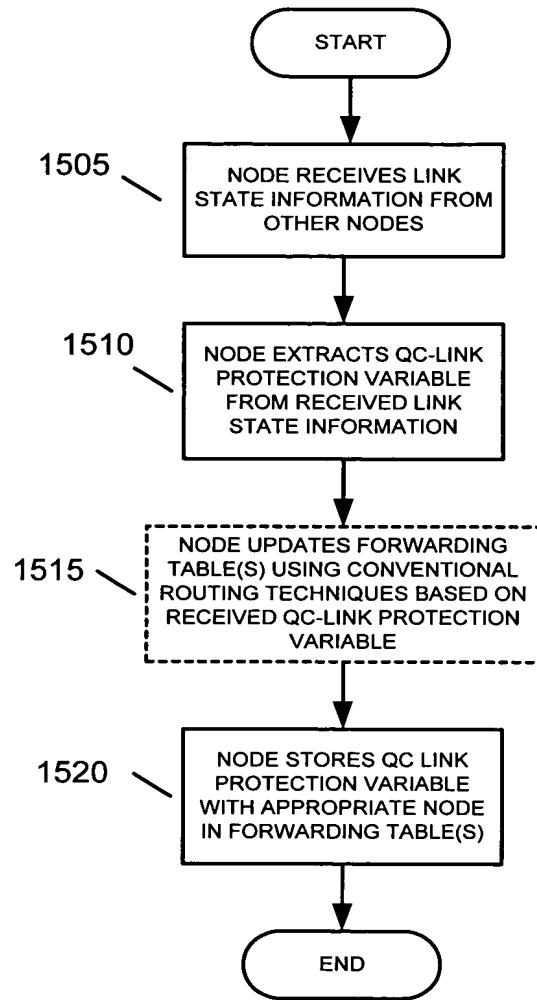 START
1505
NODE RECEIVES LINK
STATE INFORMATION FROM
OTHER NODES
1510
NODE EXTRACTS QC-LINK
PROTECTION VARIABLE
FROM RECEIVED LINK
STATE INFORMATION
1515
NODE UPDATES FORWARDING
TABLE(S) USING CONVENTIONAL
ROUTING TECHNIQUES BASED ON
RECEIVED QC-LINK PROTECTION
VARIABLE
1520
NODE STORES QC LINK
PROTECTION VARIABLE
WITH APPROPRIATE NODE
IN FORWARDING TABLE(S)
END